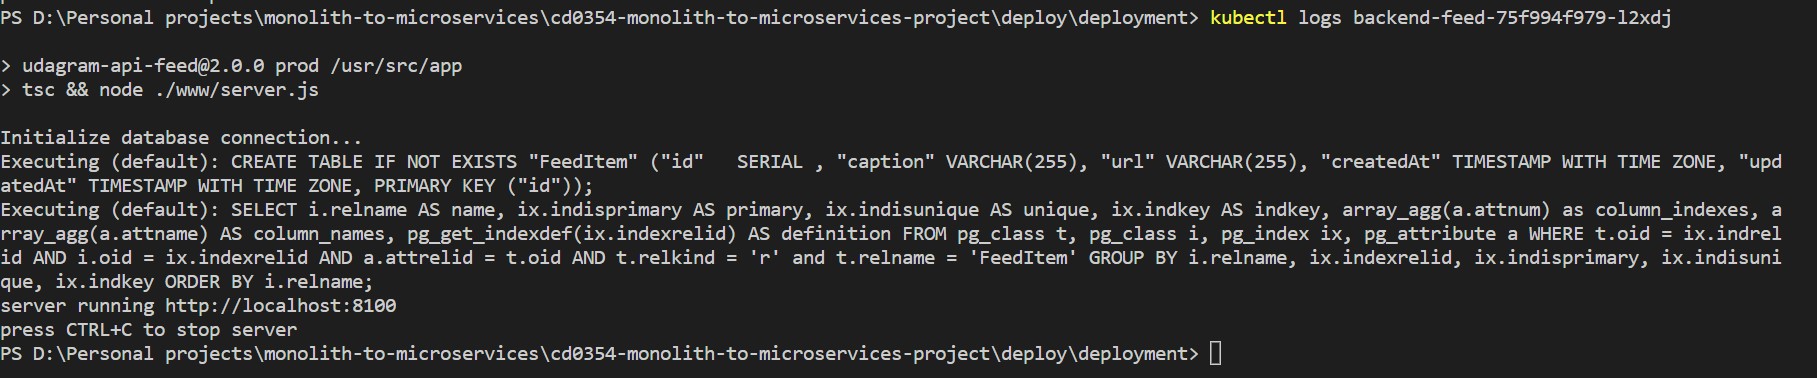 PS D:\Personal projects\monolith-to-microservices\cd0354-monolith-to-microservices-project\deploy\deployment> kubectl logs backend-feed-75f994f979-l2xdj
> udagram-api-feed@2.0.0 prod /usr/src/app
> tsc && node ./www/server.js
Initialize database connection...
Executing (default): CREATE TABLE IF NOT EXISTS "FeedItem" ("id"   SERIAL , "caption" VARCHAR(255), "url" VARCHAR(255), "createdAt" TIMESTAMP WITH TIME ZONE, "upd
atedAt" TIMESTAMP WITH TIME ZONE, PRIMARY KEY ("id"));
Executing (default): SELECT i.relname AS name, ix.indisprimary AS primary, ix.indisunique AS unique, ix.indkey AS indkey, array_agg(a.attnum) as column_indexes, a
rray_agg(a.attname) AS column_names, pg_get_indexdef(ix.indexrelid) AS definition FROM pg_class t, pg_class i, pg_index ix, pg_attribute a WHERE t.oid = ix.indrel
id AND i.oid = ix.indexrelid AND a.attrelid = t.oid AND t.relkind = 'r' and t.relname = 'FeedItem' GROUP BY i.relname, ix.indexrelid, ix.indisprimary, ix.indisuni
que, ix.indkey ORDER BY i.relname;
server running http://localhost:8100
press CTRL+C to stop server
PS D:\Personal projects\monolith-to-microservices\cd0354-monolith-to-microservices-project\deploy\deployment>